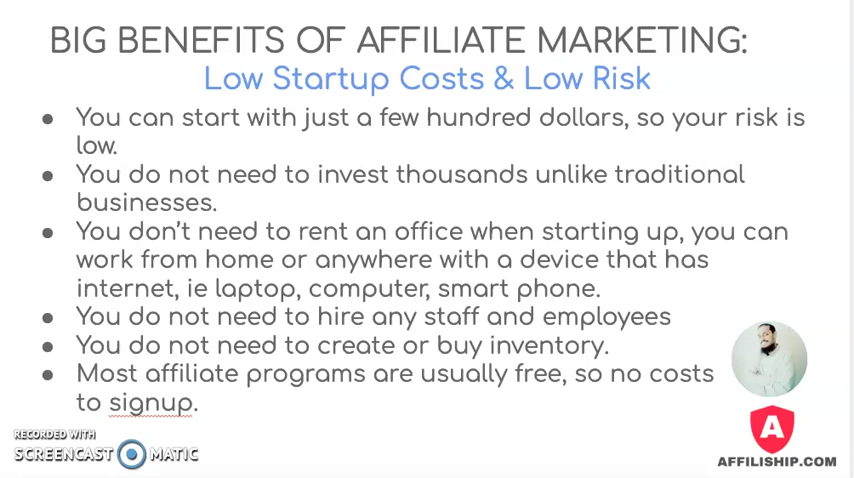 BIG BENEFITS OF AFFILIATE MARKETING:
Low Startup Costs & Low Risk
● You can start with just a few hundred dollars, so your risk is
low.
● You do not need to invest thousands unlike traditional
businesses.
● You don't need to rent an office when starting up, you can
work from home or anywhere with a device that has
internet, ie laptop, computer, smart phone.
● You do not need to hire any staff and employees
● You do not need to create or buy inventory.
● Most affiliate programs are usually free, so no costs
to signup.
RECORDED WITH
SCREENCAST MATIC
A
AFFILISHIP.COM